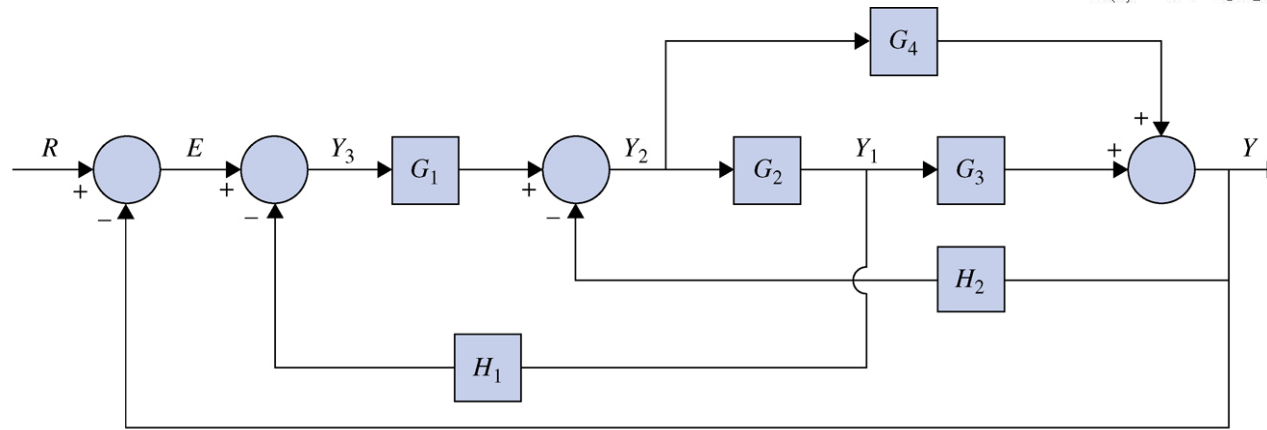 G₄
R
E
Y₃
G₁
Y₂
G₂
Y₁
G₃
Y
+
−
+
−
+
−
+
+
H₂
H₁